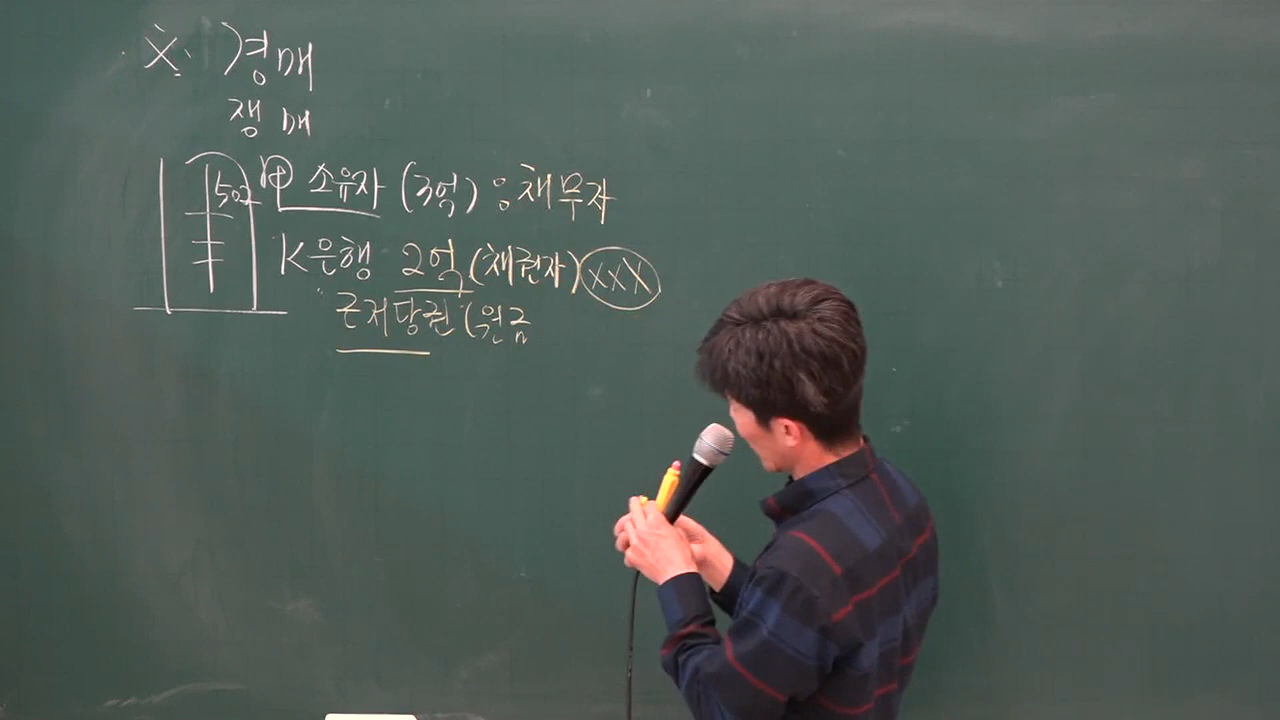 ※ 경매
쟁매
502 甲 소유자 (3억) : 채무자
K은행 2억 (채권자) XXX
근저당권 (원금